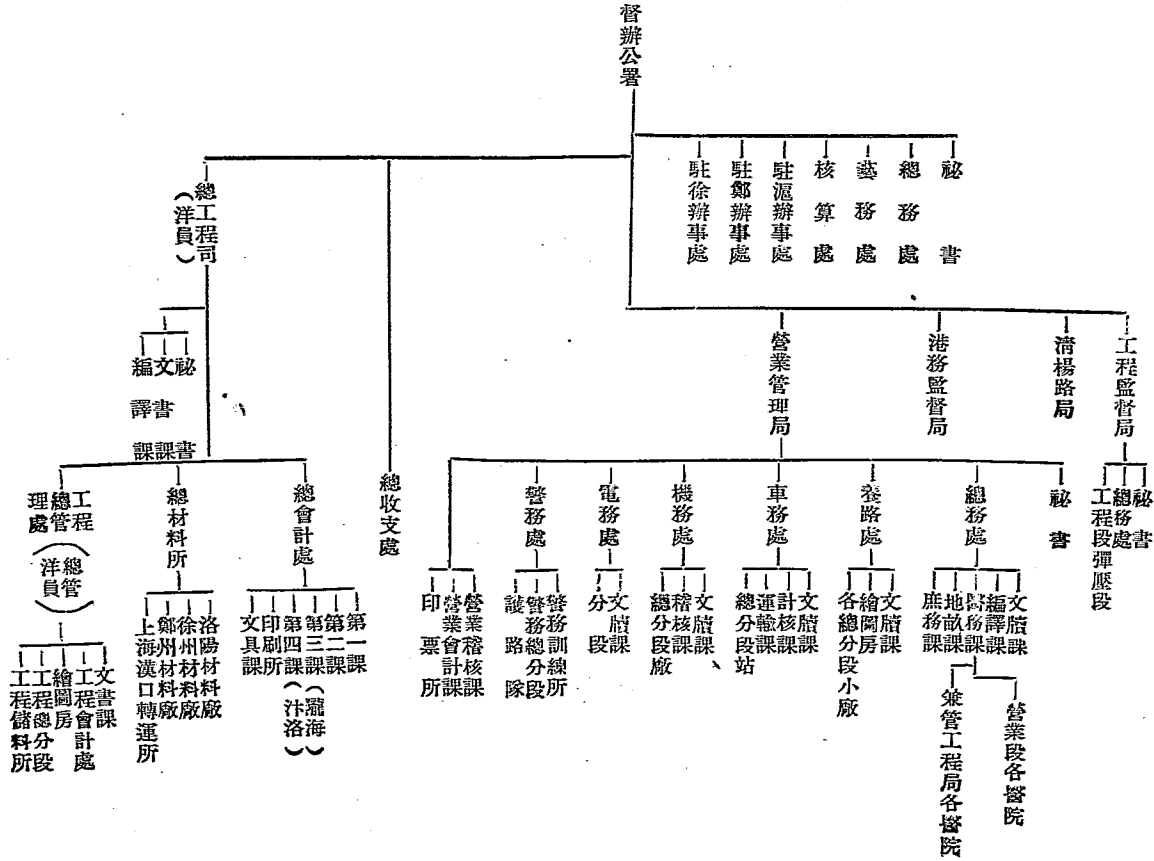 督辦公署
祕書
總務處
藝務處
核算處
駐滬辦事處
駐鄭辦事處
駐徐辦事處
工程監督局
祕書
總務處
工程段彈壓段
清楊路局
港務監督局
營業管理局
祕書
總務處
文牘課
編譯課
醫務課
營業段各醫院
兼管工程局各醫院
地畝課
庶務課
養路處
文牘課
繪圖房
各總分段小廠
車務處
文牘課
計核課
運輸課
總分段站
機務處
文牘課
稽核課
總分段廠
電務處
文牘課
分段
警務處
警務訓練所
警務總分段
護路隊
營業稽核課
營業會計課
印票所
總收支處
總工程司
(洋員)
祕書
文書課
編譯課
總會計處
第一課
第二課
第三課(隴海)
第四課(汴洛)
印刷所
文具課
總材料所
洛陽材料廠
徐州材料廠
鄭州材料廠
上海漢口轉運所
工程
總管
理處
(總管
洋員)
文書課
工程會計處
繪圖房
工程總分段
工程儲料所